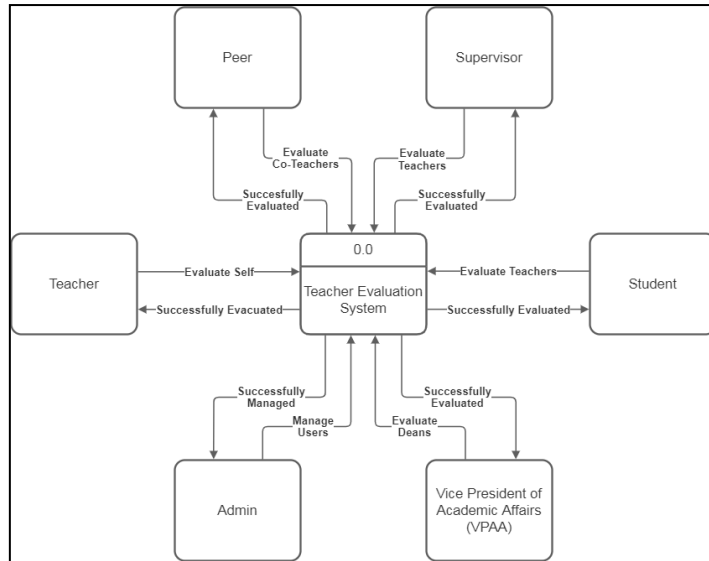 Peer
Supervisor
Evaluate
Co-Teachers
Evaluate
Teachers
Succesfully
Evaluated
Succesfully
Evaluated
0.0
Teacher
Evaluate Self
Evaluate Teachers
Student
Teacher Evaluation
System
Successfully Evacuated
Successfully Evaluated
Successfully
Managed
Successfully
Evaluated
Manage
Users
Evaluate
Deans
Admin
Vice President of
Academic Affairs
(VPAA)